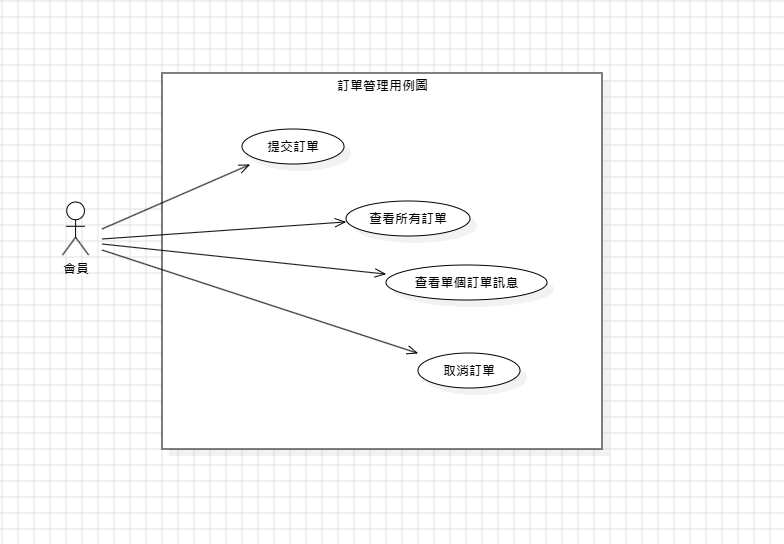 訂單管理用例圖
提交訂單
查看所有訂單
會員
查看單個訂單訊息
取消訂單